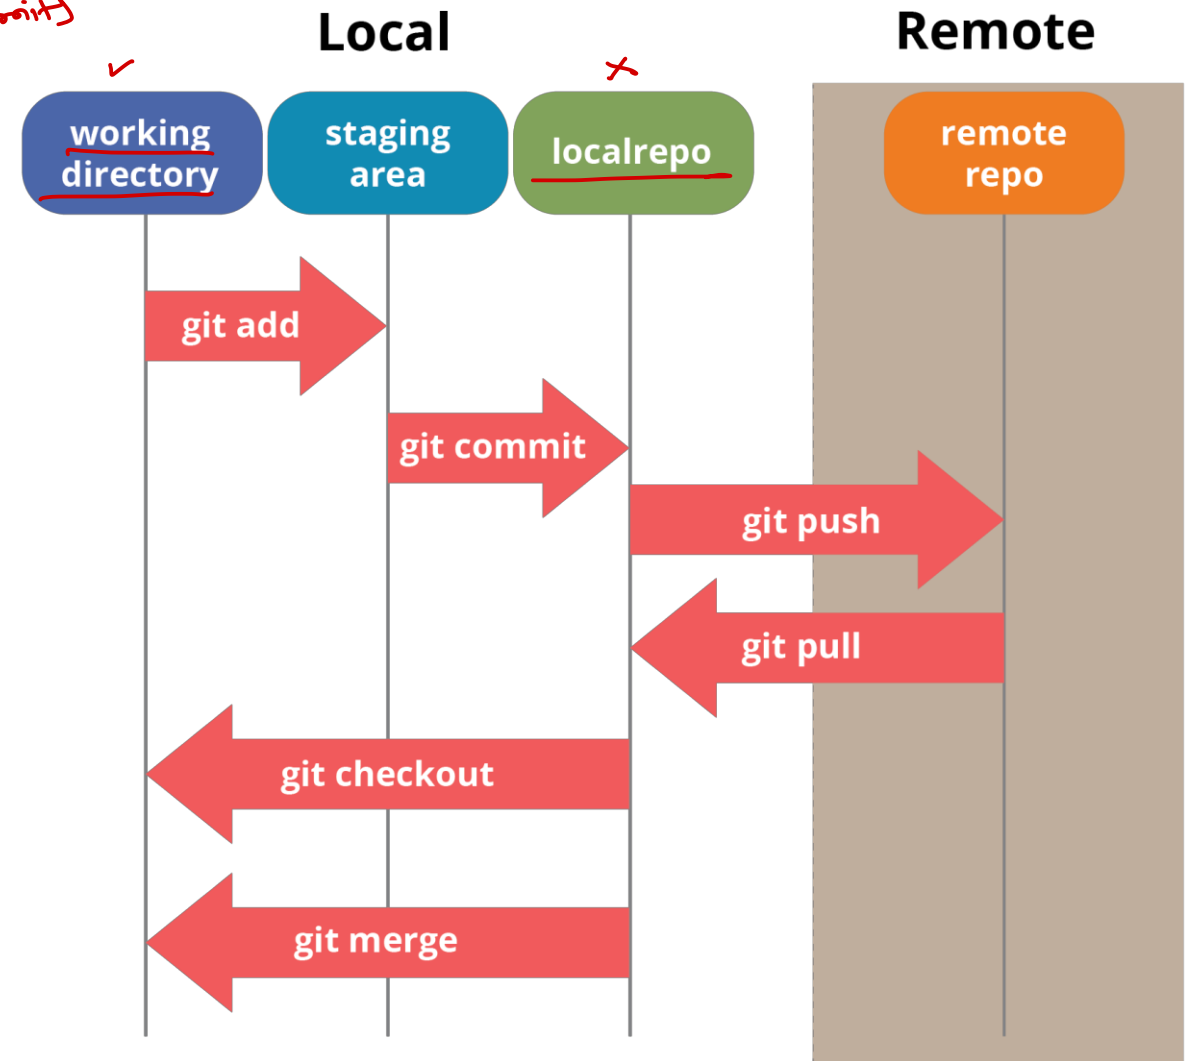 Local
Remote
working
directory
staging
area
localrepo
remote
repo
git add
git commit
git push
git pull
git checkout
git merge